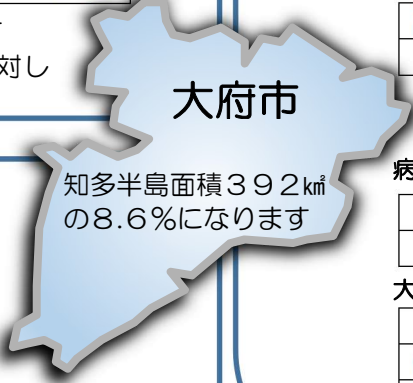 対し
大府市
知多半島面積392㎢
の8.6%になります
病
大